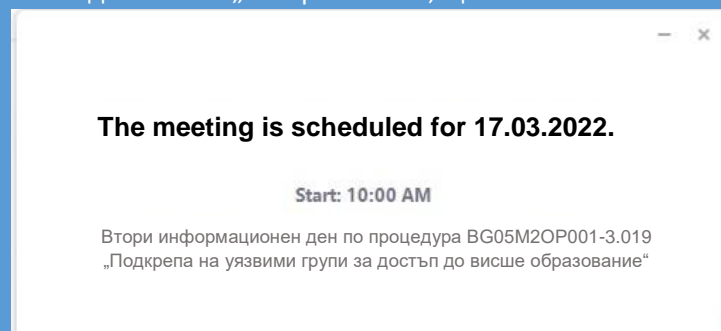 The meeting is scheduled for 17.03.2022.
Start: 10:00 AM
Втори информационен ден по процедура BG05M2OP001-3.019
„Подкрепа на уязвими групи за достъп до висше образование“